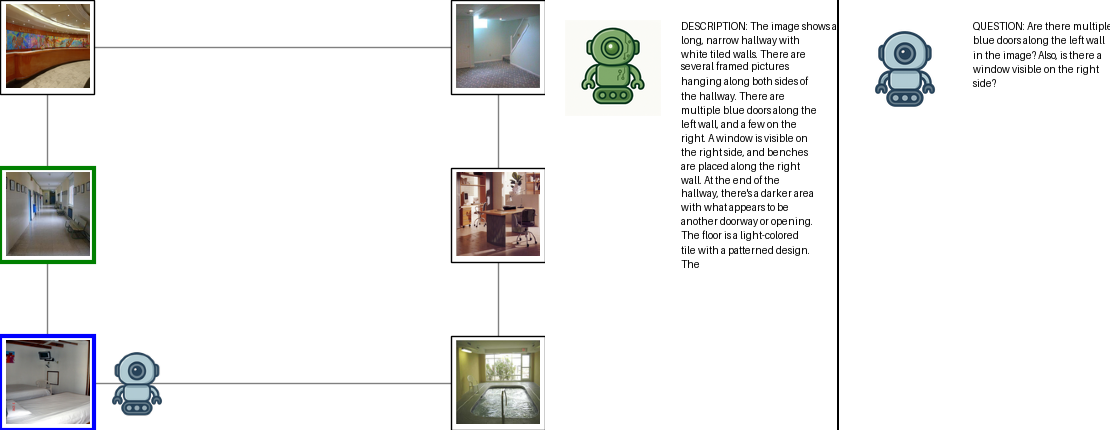 DESCRIPTION: The image shows a
long, narrow hallway with
white tiled walls. There are
several framed pictures
hanging along both sides of
the hallway. There are
multiple blue doors along the
left wall, and a few on the
right. A window is visible on
the right side, and benches
are placed along the right
wall. At the end of the
hallway, there's a darker area
with what appears to be
another doorway or opening.
The floor is a light-colored
tile with a patterned design.
The
QUESTION: Are there multiple
blue doors along the left wall
in the image? Also, is there a
window visible on the right
side?